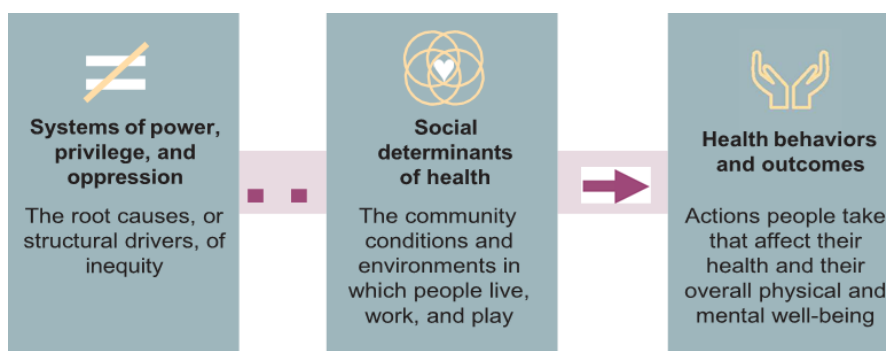 Systems of power,
privilege, and
oppression
The root causes, or
structural drivers, of
inequity
Social
determinants
of health
The community
conditions and
environments in
which people live,
work, and play
Health behaviors
and outcomes
Actions people take
that affect their
health and their
overall physical and
mental well-being